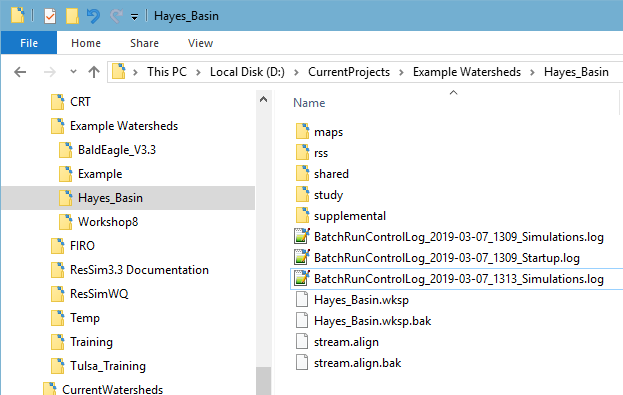 Hayes_Basin
File Home Share View
This PC Local Disk (D:) CurrentProjects Example Watersheds Hayes_Basin
CRT
Example Watersheds
BaldEagle_V3.3
Example
Hayes_Basin
Workshop8
FIRO
ResSim3.3 Documentation
ResSimWQ
Temp
Training
Tulsa_Training
CurrentWatersheds
Name
maps
rss
shared
study
supplemental
BatchRunControlLog_2019-03-07_1309_Simulations.log
BatchRunControlLog_2019-03-07_1309_Startup.log
BatchRunControlLog_2019-03-07_1313_Simulations.log
Hayes_Basin.wksp
Hayes_Basin.wksp.bak
stream.align
stream.align.bak